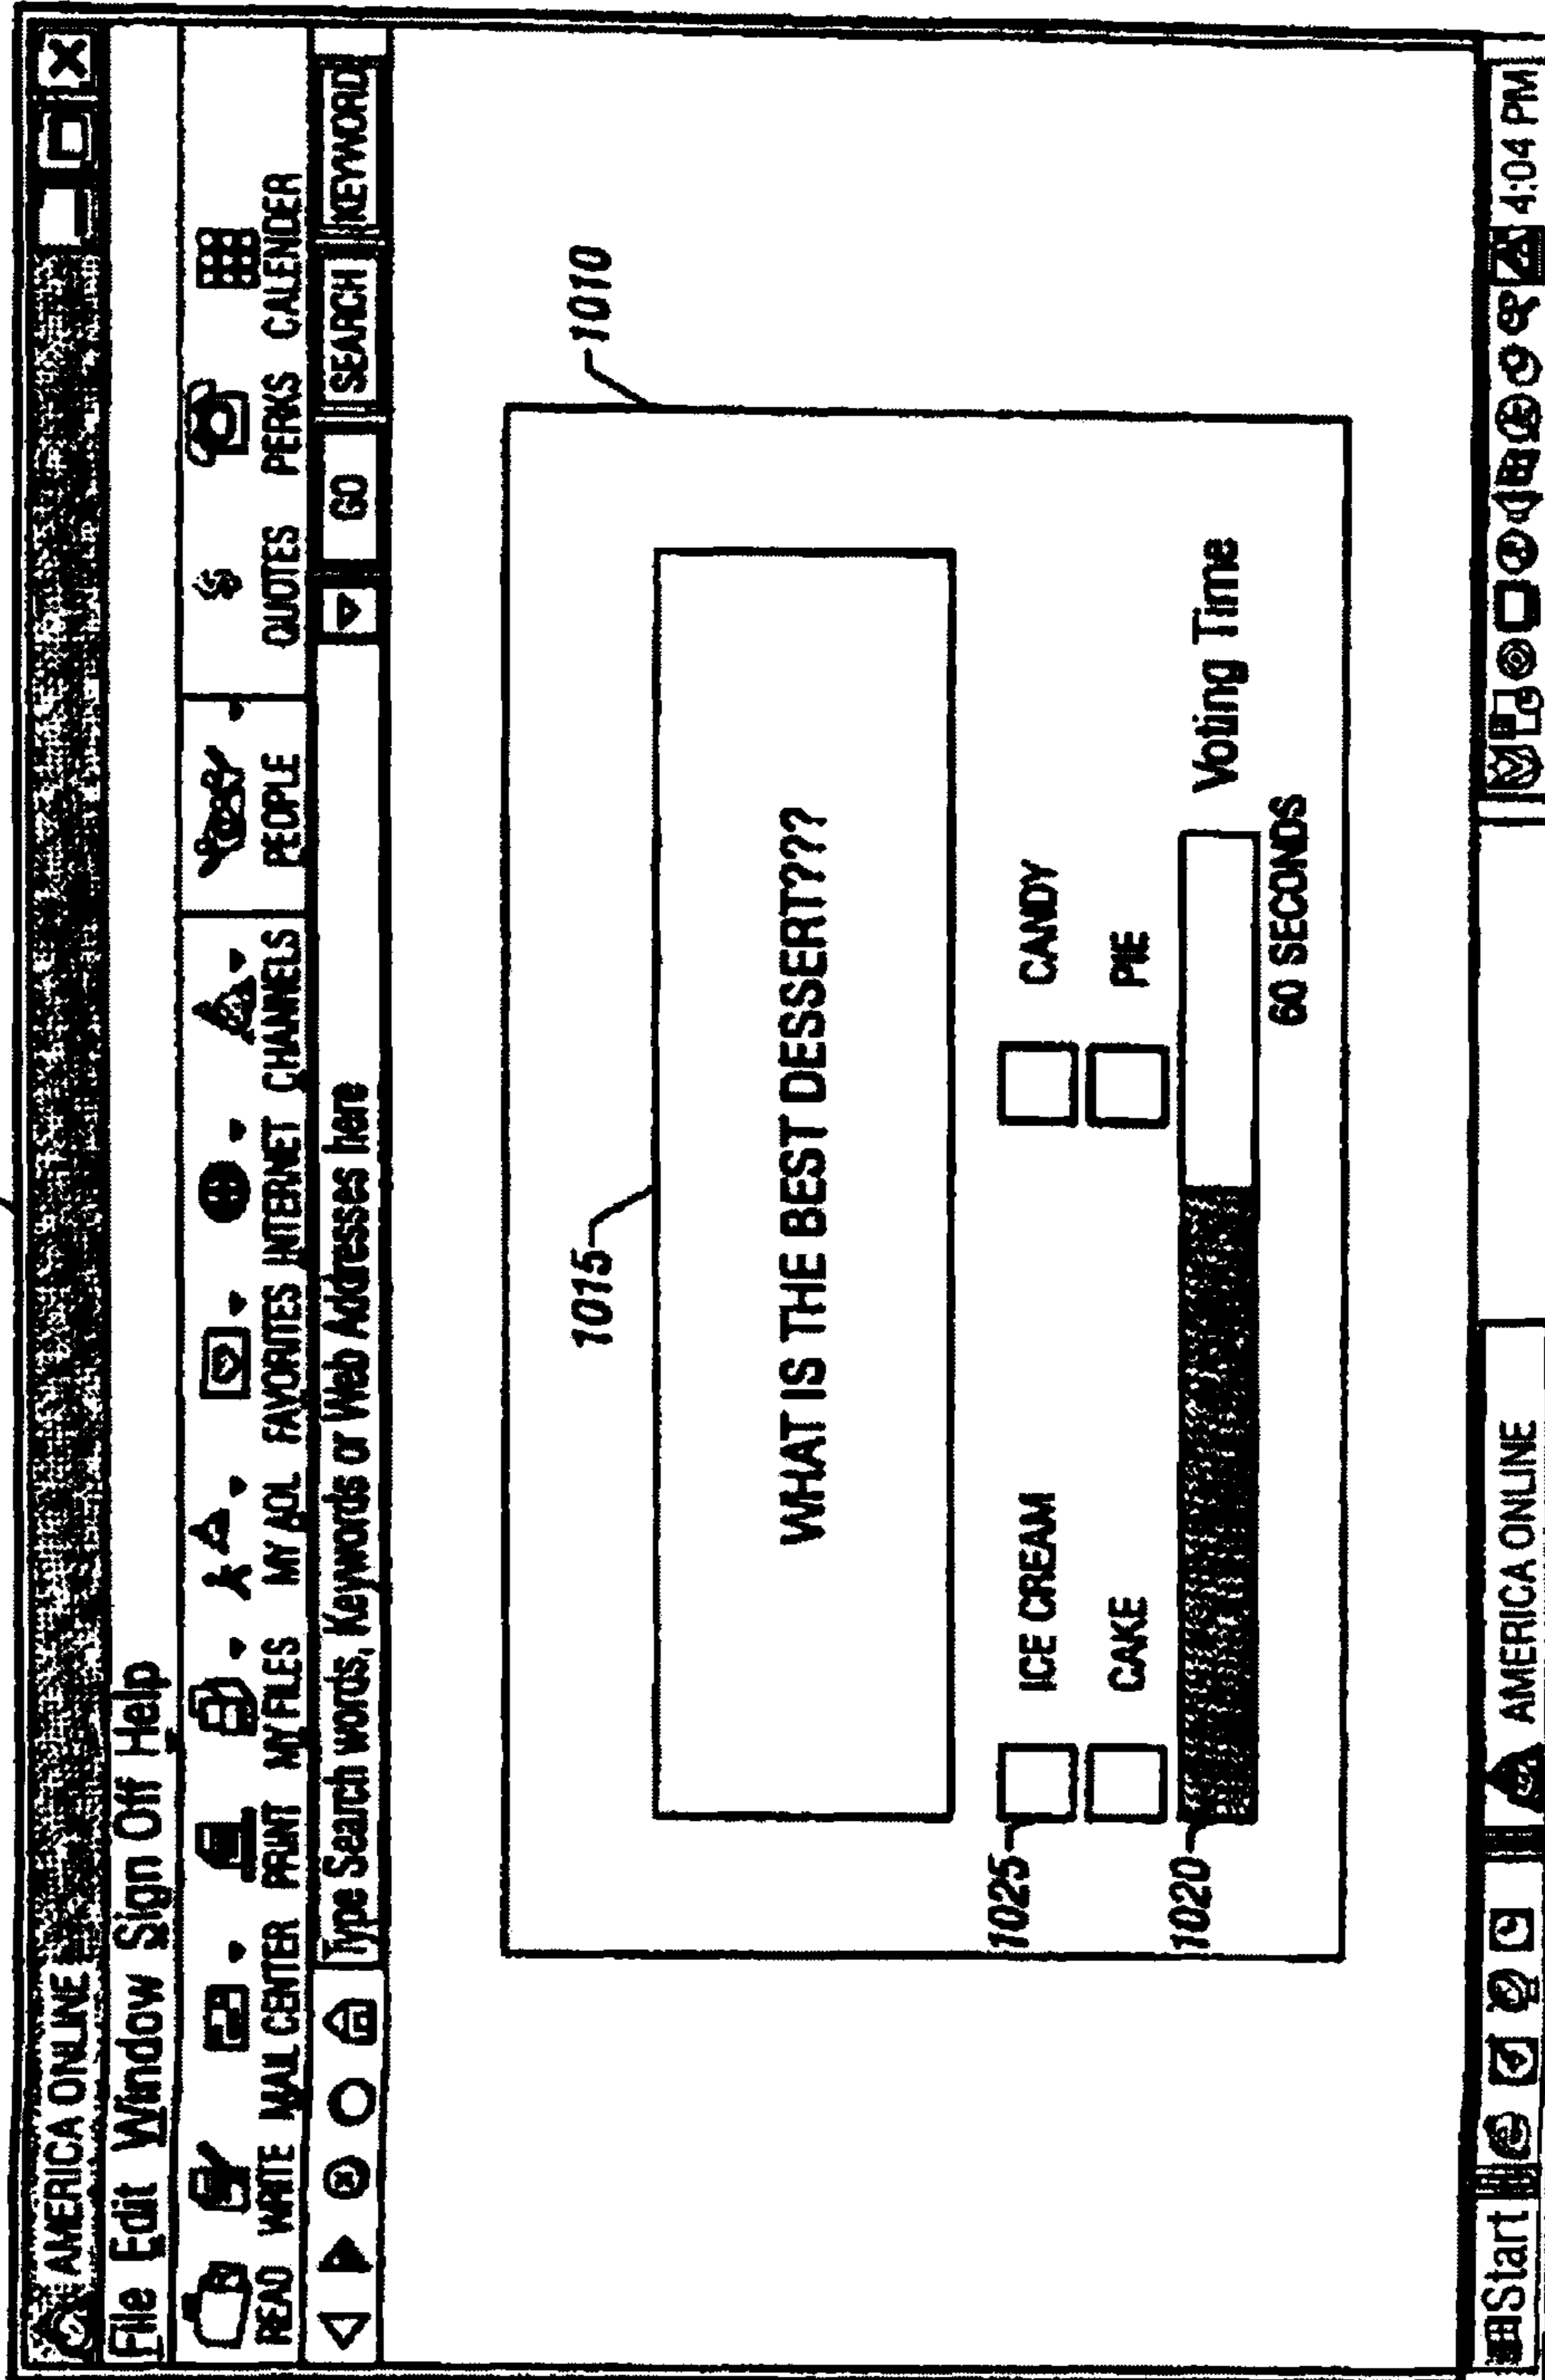 AMERICA ONLINE
File Edit Window Sign Off Help
READ WRITE MAIL CENTER PRINT MY FILES MY AOL FAVORITES INTERNET CHANNELS PEOPLE QUOTES PERKS CALENDER
Type Search words, Keywords or Web Addresses here GO SEARCH KEYWORD
1010
1015
WHAT IS THE BEST DESSERT???
1025 ICE CREAM CANDY
CAKE PIE
1020 Voting Time
60 SECONDS
Start AMERICA ONLINE 4:04 PM